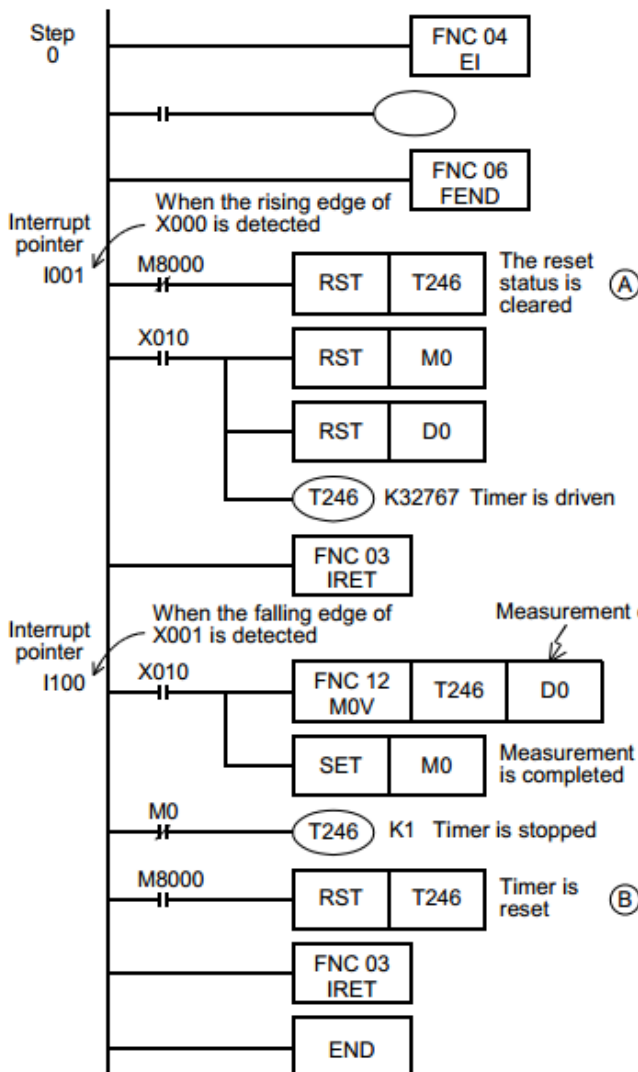 Step
0
FNC 04
EI
FNC 06
FEND
When the rising edge of
X000 is detected
Interrupt
pointer
I001
M8000
RST T246
The reset
status is
cleared
A
X010
RST M0
RST D0
T246 K32767 Timer is driven
FNC 03
IRET
When the falling edge of
X001 is detected
Measurement
Interrupt
pointer
I100
X010
FNC 12
M0V
T246 D0
SET M0
Measurement
is completed
M0
T246 K1 Timer is stopped
M8000
RST T246
Timer is
reset
B
FNC 03
IRET
END